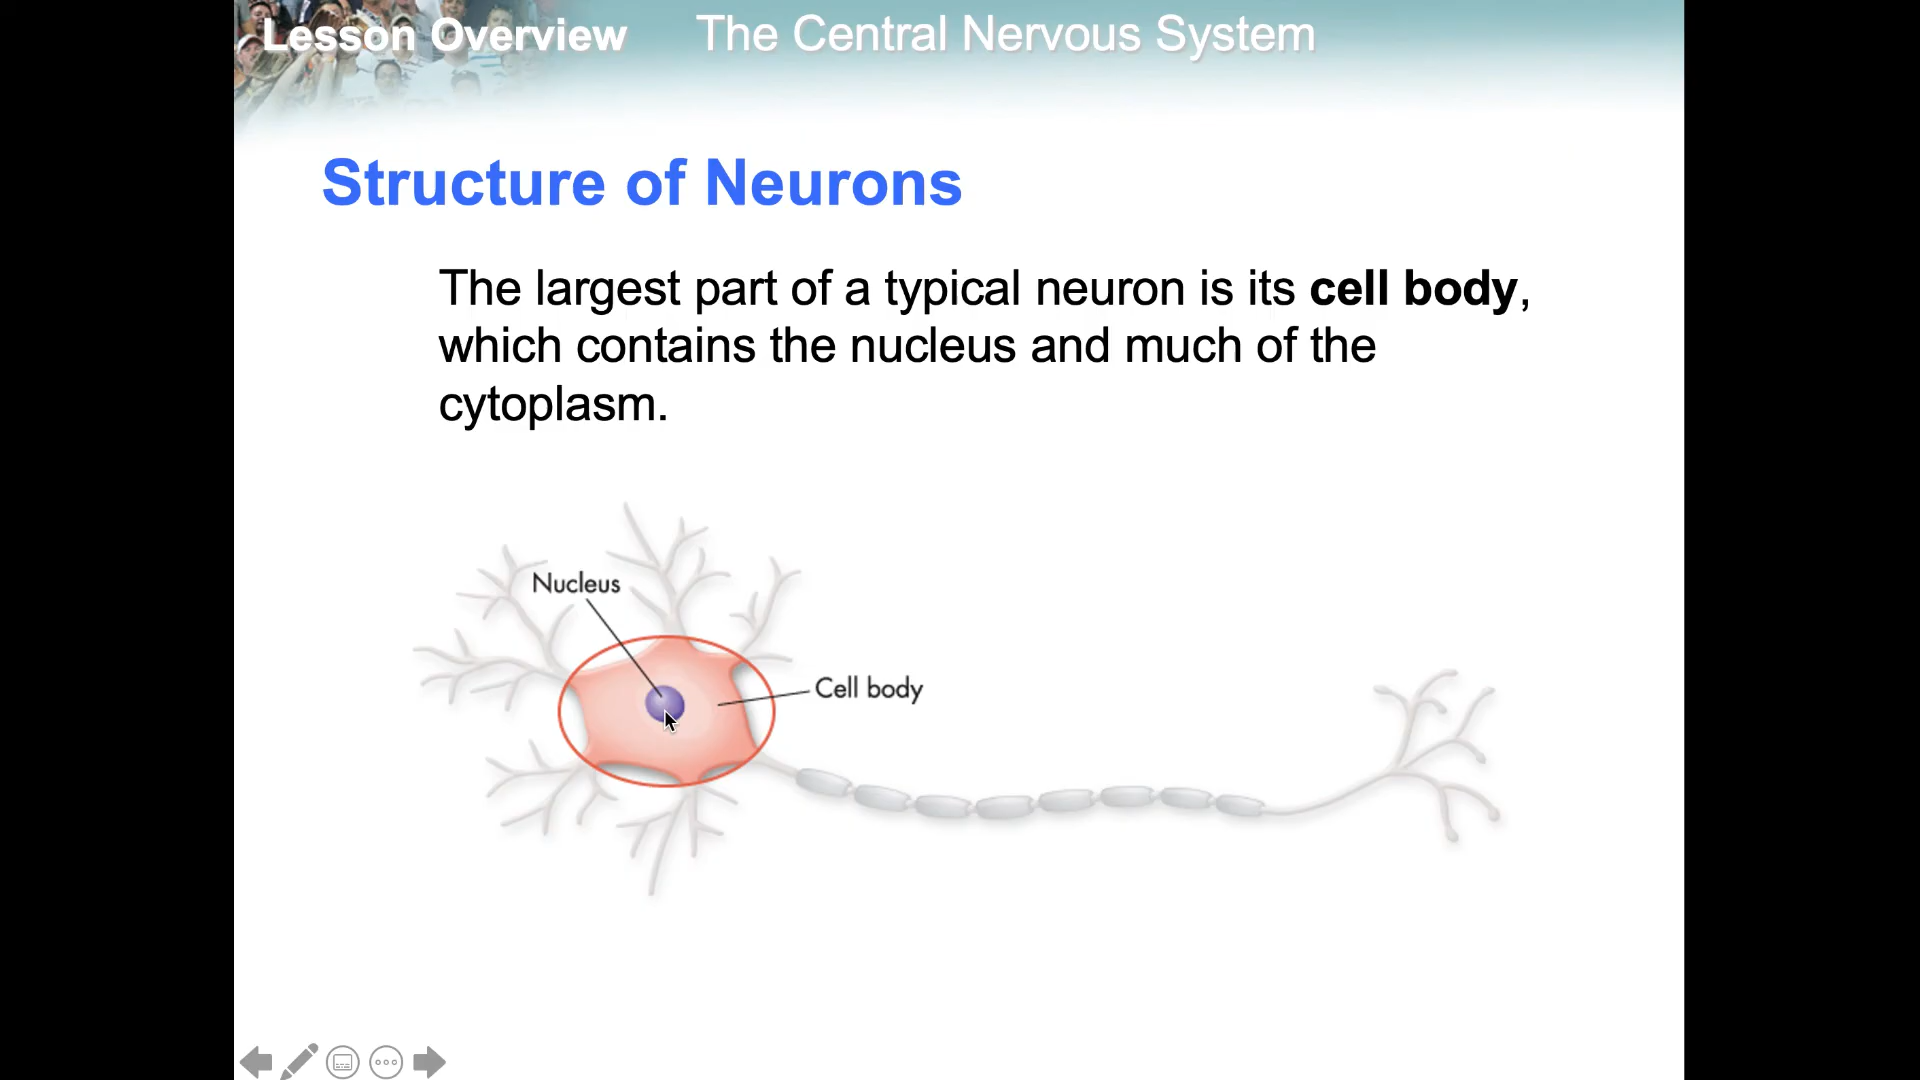 Lesson Overview The Central Nervous System
Structure of Neurons
The largest part of a typical neuron is its cell body,
which contains the nucleus and much of the
cytoplasm.
Nucleus
Cell body